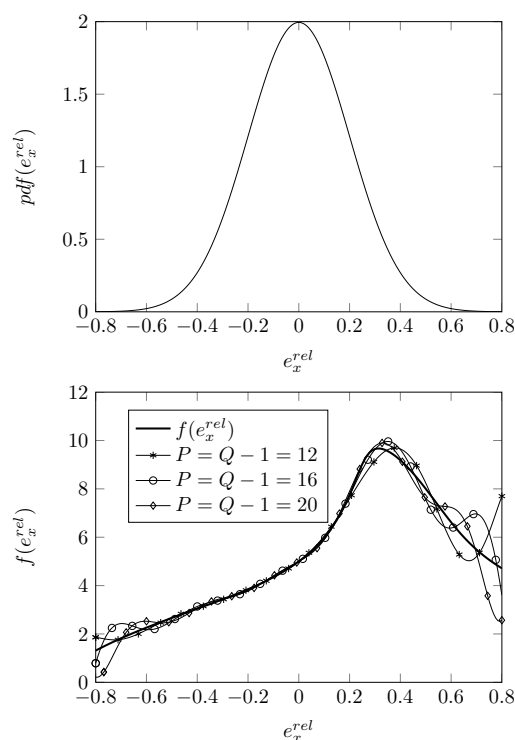 2
1.5
1
0.5
0
pdf(e_x^{rel})
−0.8 −0.6 −0.4 −0.2 0 0.2 0.4 0.6 0.8
e_x^{rel}
12
10
8
6
4
2
0
f(e_x^{rel})
f(e_x^{rel})
P = Q − 1 = 12
P = Q − 1 = 16
P = Q − 1 = 20
−0.8 −0.6 −0.4 −0.2 0 0.2 0.4 0.6 0.8
e_x^{rel}